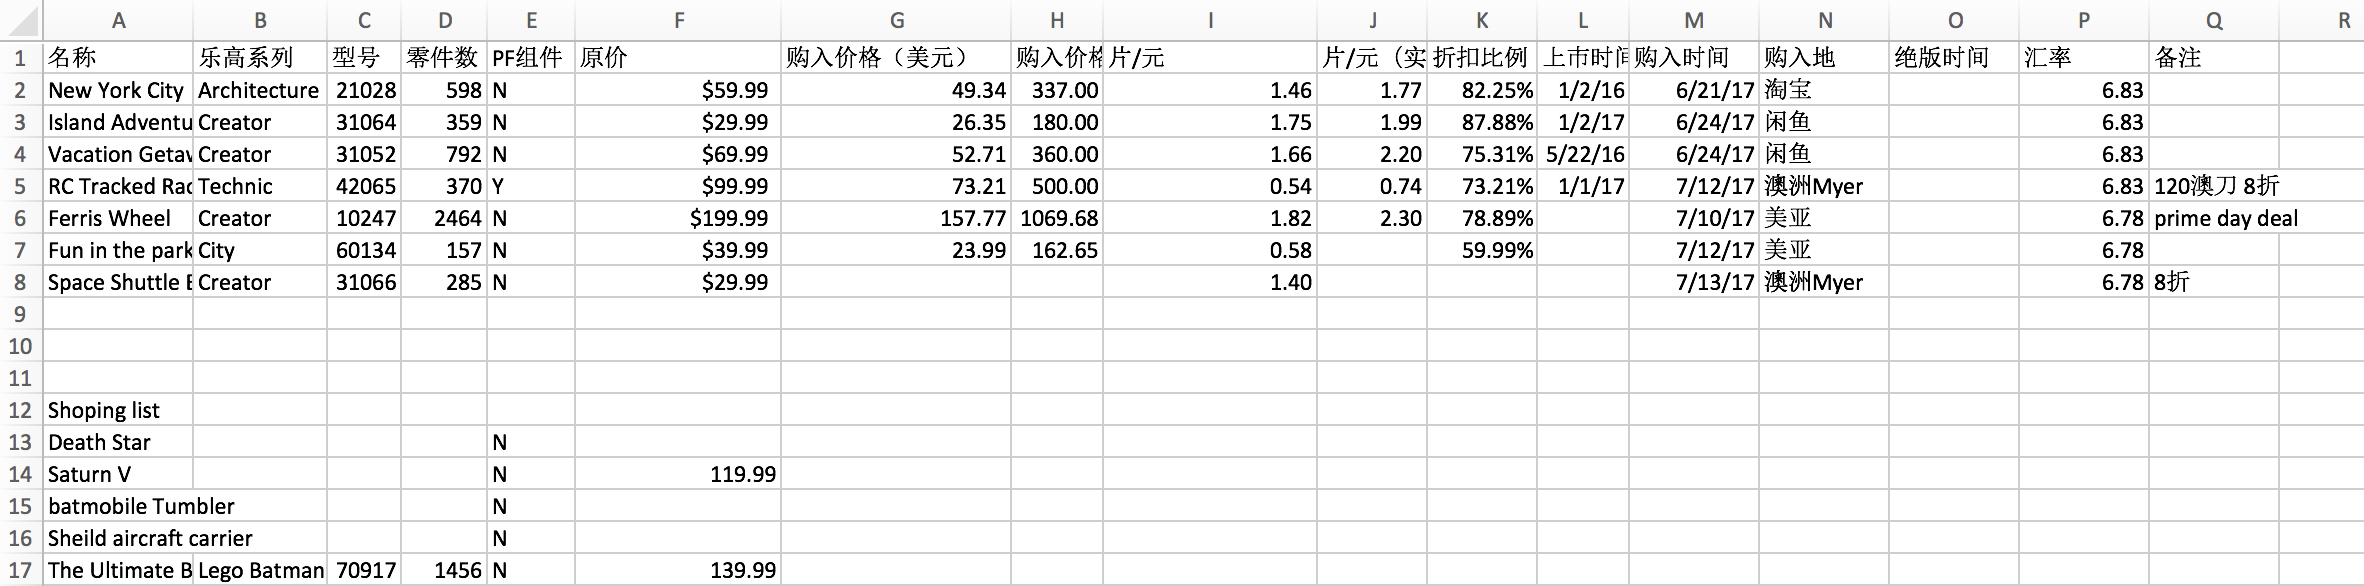 A B C D E F G H I J K L M N O P Q R
1 名称 乐高系列 型号 零件数 PF组件 原价 购入价格（美元） 购入价格 片/元 片/元（实 折扣比例 上市时间 购入时间 购入地 绝版时间 汇率 备注
2 New York City Architecture 21028 598 N $59.99 49.34 337.00 1.46 1.77 82.25% 1/2/16 6/21/17 淘宝 6.83
3 Island Adventu Creator 31064 359 N $29.99 26.35 180.00 1.75 1.99 87.88% 1/2/17 6/24/17 闲鱼 6.83
4 Vacation Getav Creator 31052 792 N $69.99 52.71 360.00 1.66 2.20 75.31% 5/22/16 6/24/17 闲鱼 6.83
5 RC Tracked Rac Technic 42065 370 Y $99.99 73.21 500.00 0.54 0.74 73.21% 1/1/17 7/12/17 澳洲Myer 6.83 120澳刀 8折
6 Ferris Wheel Creator 10247 2464 N $199.99 157.77 1069.68 1.82 2.30 78.89% 7/10/17 美亚 6.78 prime day deal
7 Fun in the park City 60134 157 N $39.99 23.99 162.65 0.58 59.99% 7/12/17 美亚 6.78
8 Space Shuttle E Creator 31066 285 N $29.99 1.40 7/13/17 澳洲Myer 6.78 8折
9
10
11
12 Shoping list
13 Death Star N
14 Saturn V N 119.99
15 batmobile Tumbler N
16 Sheild aircraft carrier N
17 The Ultimate B Lego Batman 70917 1456 N 139.99